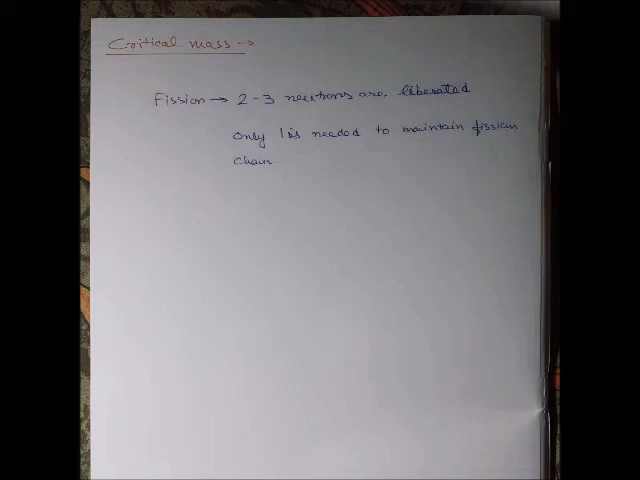 Critical mass →
Fission → 2-3 neutrons are liberated
Only 1 is needed to maintain fission
chain